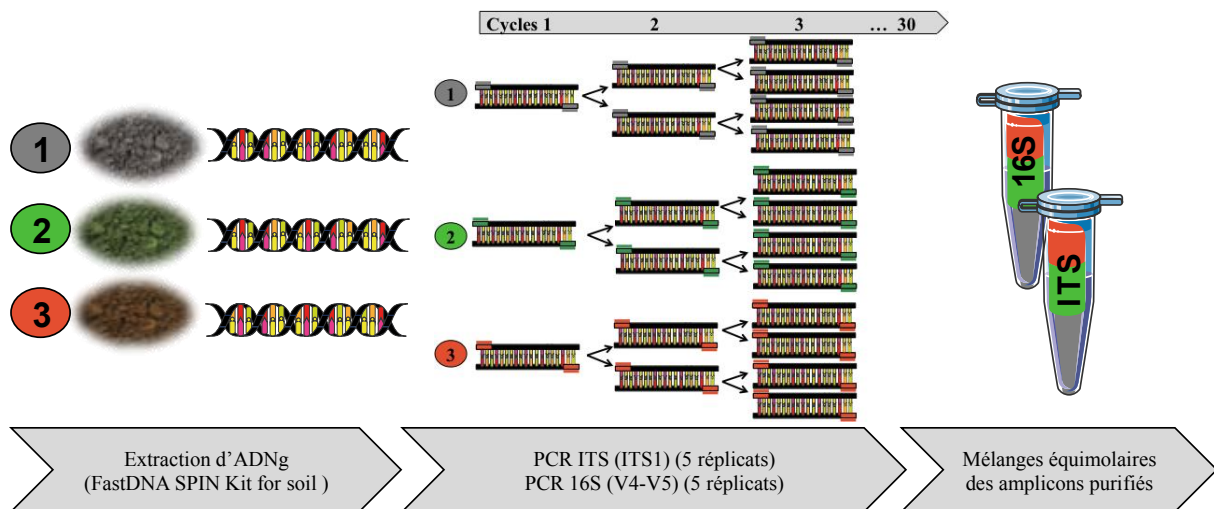 Cycles 1 2 3 … 30
1
2
3
1
2
3
16S
ITS
Extraction d’ADNg
(FastDNA SPIN Kit for soil )
PCR ITS (ITS1) (5 réplicats)
PCR 16S (V4-V5) (5 réplicats)
Mélanges équimolaires
des amplicons purifiés